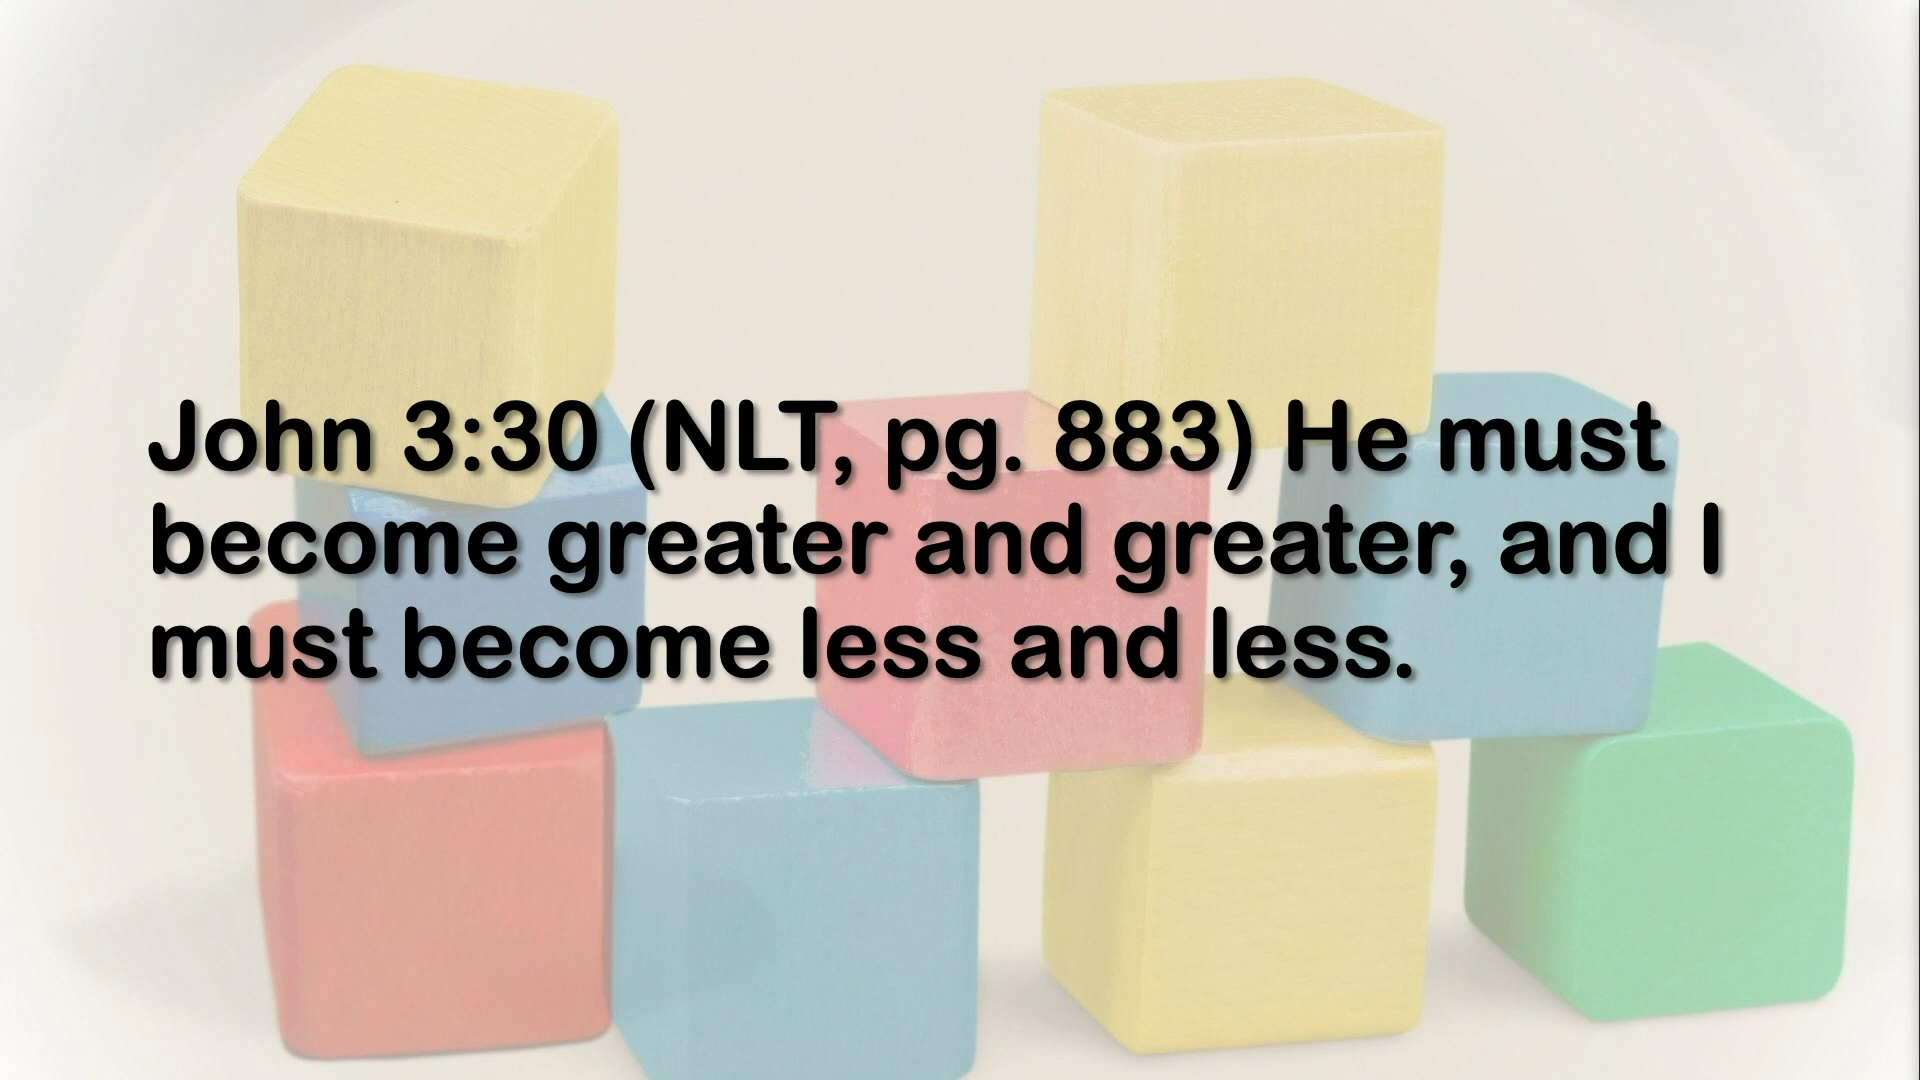 John 3:30 (NLT, pg. 883) He must
become greater and greater, and I
must become less and less.